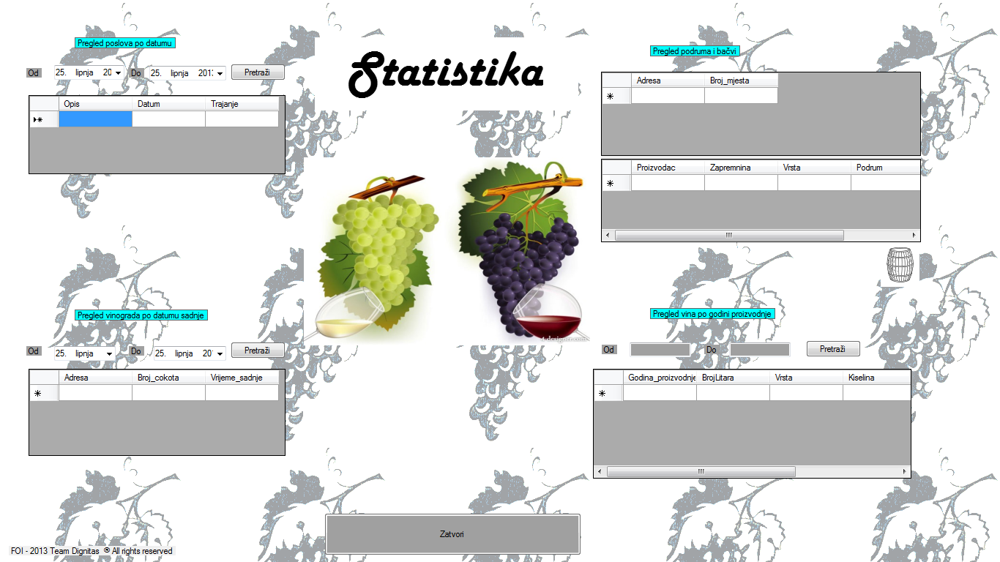 Statistika
Pregled poslova po datumu
Od 25. lipnja 20 Do 25. lipnja 201: Pretraži
Opis Datum Trajanje
Pregled podruma i bačvi
Adresa Broj_mjesta
Proizvodac Zapremnina Vrsta Podrum
Pregled vinograda po datumu sadnje
Od 25. lipnja Do 25. lipnja 20 Pretraži
Adresa Broj_cokota Vrijeme_sadnje
Pregled vina po godini proizvodnje
Od Do Pretraži
Godina_proizvodnje BrojLitara Vrsta Kiselina
Zatvori
FOI - 2013 Team Dignitas ® All rights reserved